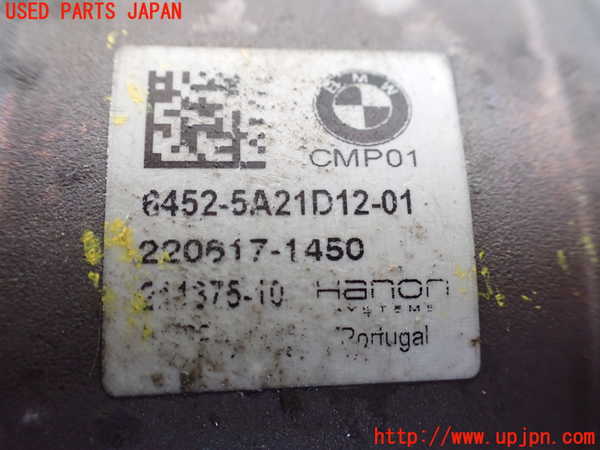 USED PARTS JAPAN
BMW
CMP01
6452-5A21D12-01
220617-1450
Hanon
SYSTEMS
Portugal
http://www.upjpn.com/